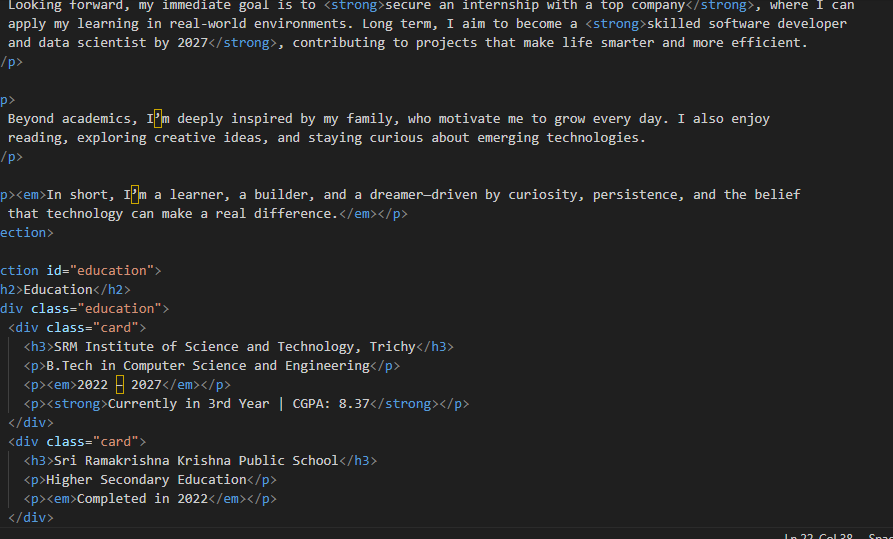 Looking forward, my immediate goal is to <strong>secure an internship with a top company</strong>, where I can
apply my learning in real-world environments. Long term, I aim to become a <strong>skilled software developer
and data scientist by 2027</strong>, contributing to projects that make life smarter and more efficient.
/p>
p>
Beyond academics, I’m deeply inspired by my family, who motivate me to grow every day. I also enjoy
reading, exploring creative ideas, and staying curious about emerging technologies.
/p>
p><em>In short, I’m a learner, a builder, and a dreamer—driven by curiosity, persistence, and the belief
that technology can make a real difference.</em></p>
ection>
ction id="education">
h2>Education</h2>
div class="education">
<div class="card">
<h3>SRM Institute of Science and Technology, Trichy</h3>
<p>B.Tech in Computer Science and Engineering</p>
<p><em>2022 – 2027</em></p>
<p><strong>Currently in 3rd Year | CGPA: 8.37</strong></p>
</div>
<div class="card">
<h3>Sri Ramakrishna Krishna Public School</h3>
<p>Higher Secondary Education</p>
<p><em>Completed in 2022</em></p>
</div>
Ln 22, Col 38